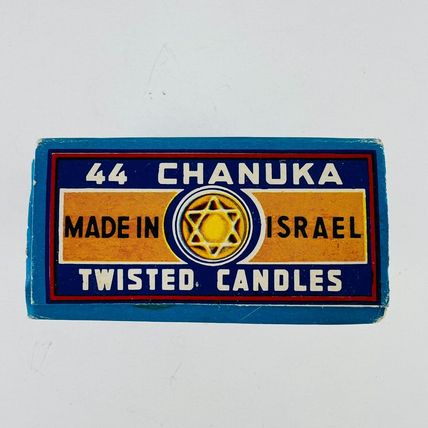 44 CHANUKA
MADE IN ISRAEL
TWISTED CANDLES